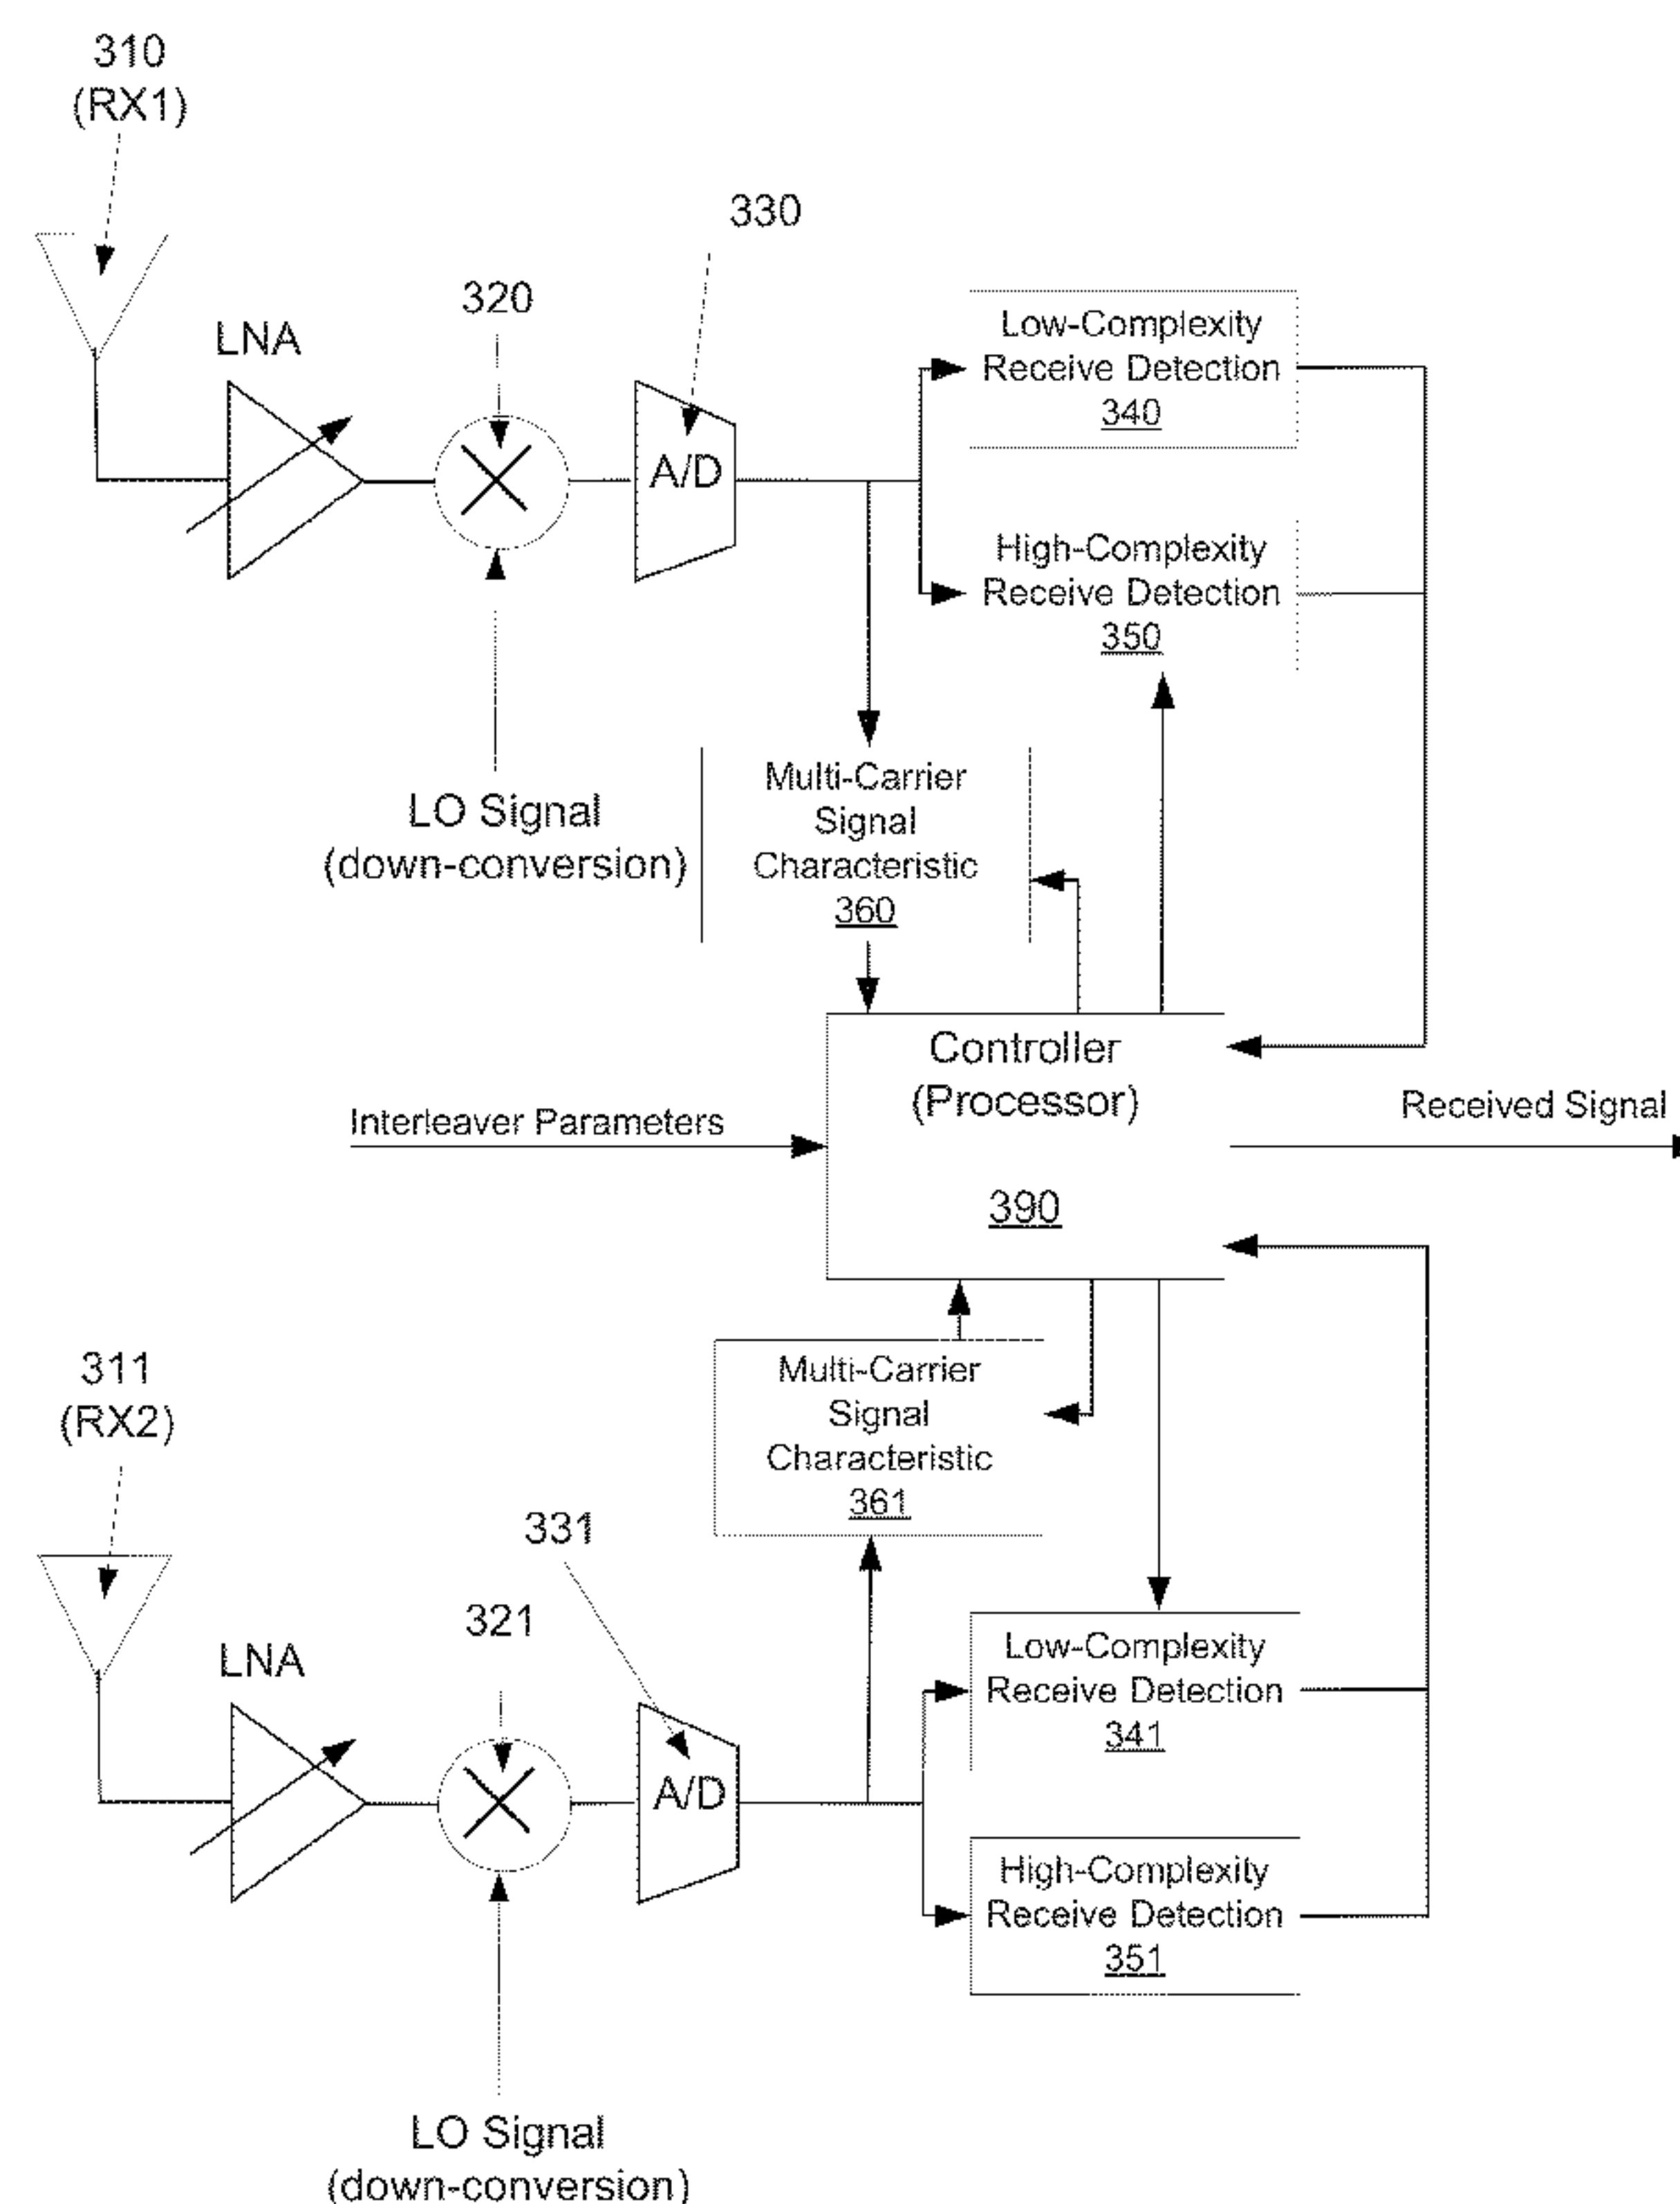 310
(RX1)
330
320
LNA
A/D
Low-Complexity
Receive Detection
340
High-Complexity
Receive Detection
350
LO Signal
(down-conversion)
Multi-Carrier
Signal
Characteristic
360
Controller
(Processor)
390
Interleaver Parameters
Received Signal
311
(RX2)
Multi-Carrier
Signal
Characteristic
361
331
321
LNA
A/D
Low-Complexity
Receive Detection
341
High-Complexity
Receive Detection
351
LO Signal
(down-conversion)